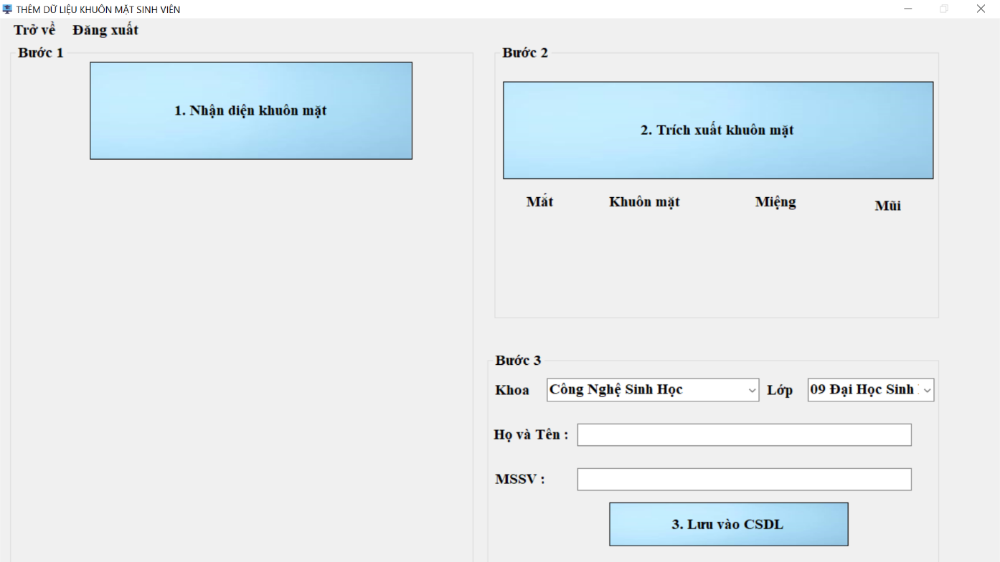 THÊM DỮ LIỆU KHUÔN MẶT SINH VIÊN
Trở về Đăng xuất
Bước 1
1. Nhận diện khuôn mặt
Bước 2
2. Trích xuất khuôn mặt
Mắt Khuôn mặt Miệng Mũi
Bước 3
Khoa Công Nghệ Sinh Học Lớp 09 Đại Học Sinh
Họ và Tên :
MSSV :
3. Lưu vào CSDL